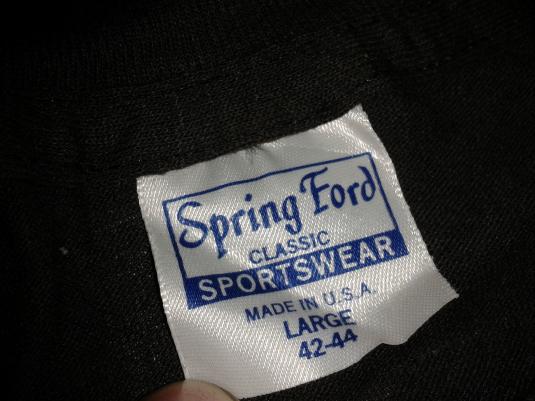 Spring Ford
CLASSIC
SPORTSWEAR
MADE IN U.S.A.
LARGE
42-44